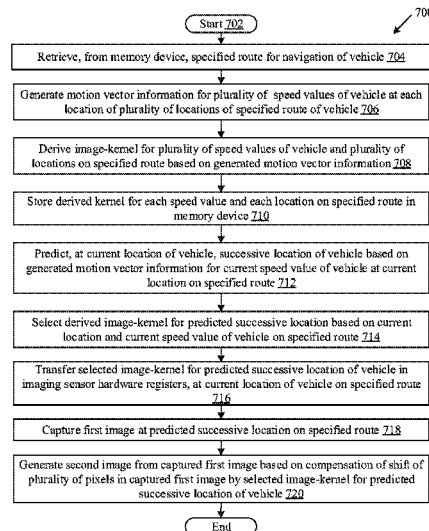 700
Start 702
Retrieve, from memory device, specified route for navigation of vehicle 704
Generate motion vector information for plurality of speed values of vehicle at each
location of plurality of locations of specified route of vehicle 706
Derive image-kernel for plurality of speed values of vehicle and plurality of
locations on specified route based on generated motion vector information 708
Store derived kernel for each speed value and each location on specified route in
memory device 710
Predict, at current location of vehicle, successive location of vehicle based on
generated motion vector information for current speed value of vehicle at current
location on specified route 712
Select derived image-kernel for predicted successive location based on current
location and current speed value of vehicle on specified route 714
Transfer selected image-kernel for predicted successive location of vehicle in
imaging sensor hardware registers, at current location of vehicle on specified route
716
Capture first image at predicted successive location on specified route 718
Generate second image from captured first image based on compensation of shift of
plurality of pixels in captured first image by selected image-kernel for predicted
successive location of vehicle 720
End